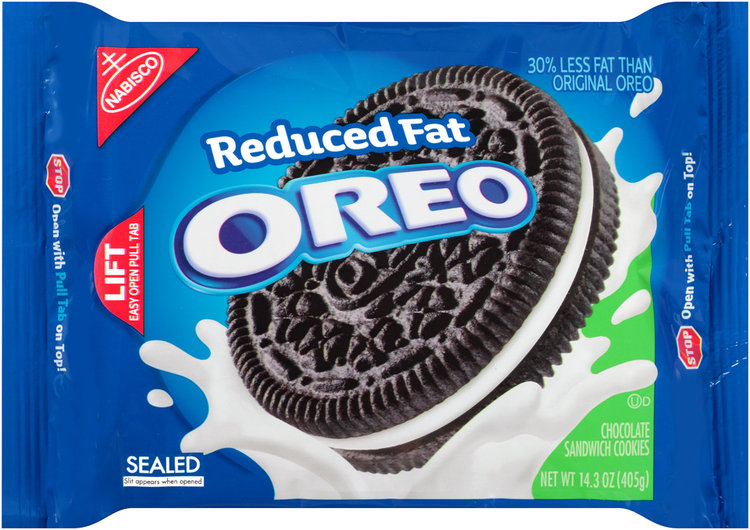 NABISCO
30% LESS FAT THAN
ORIGINAL OREO
Reduced Fat
OREO
STOP
Open with Pull Tab on Top!
LIFT
EASY OPEN PULL TAB
STOP
Open with Pull Tab on Top!
U D
CHOCOLATE
SANDWICH COOKIES
NET WT 14.3 OZ (405g)
SEALED
Slit appears when opened